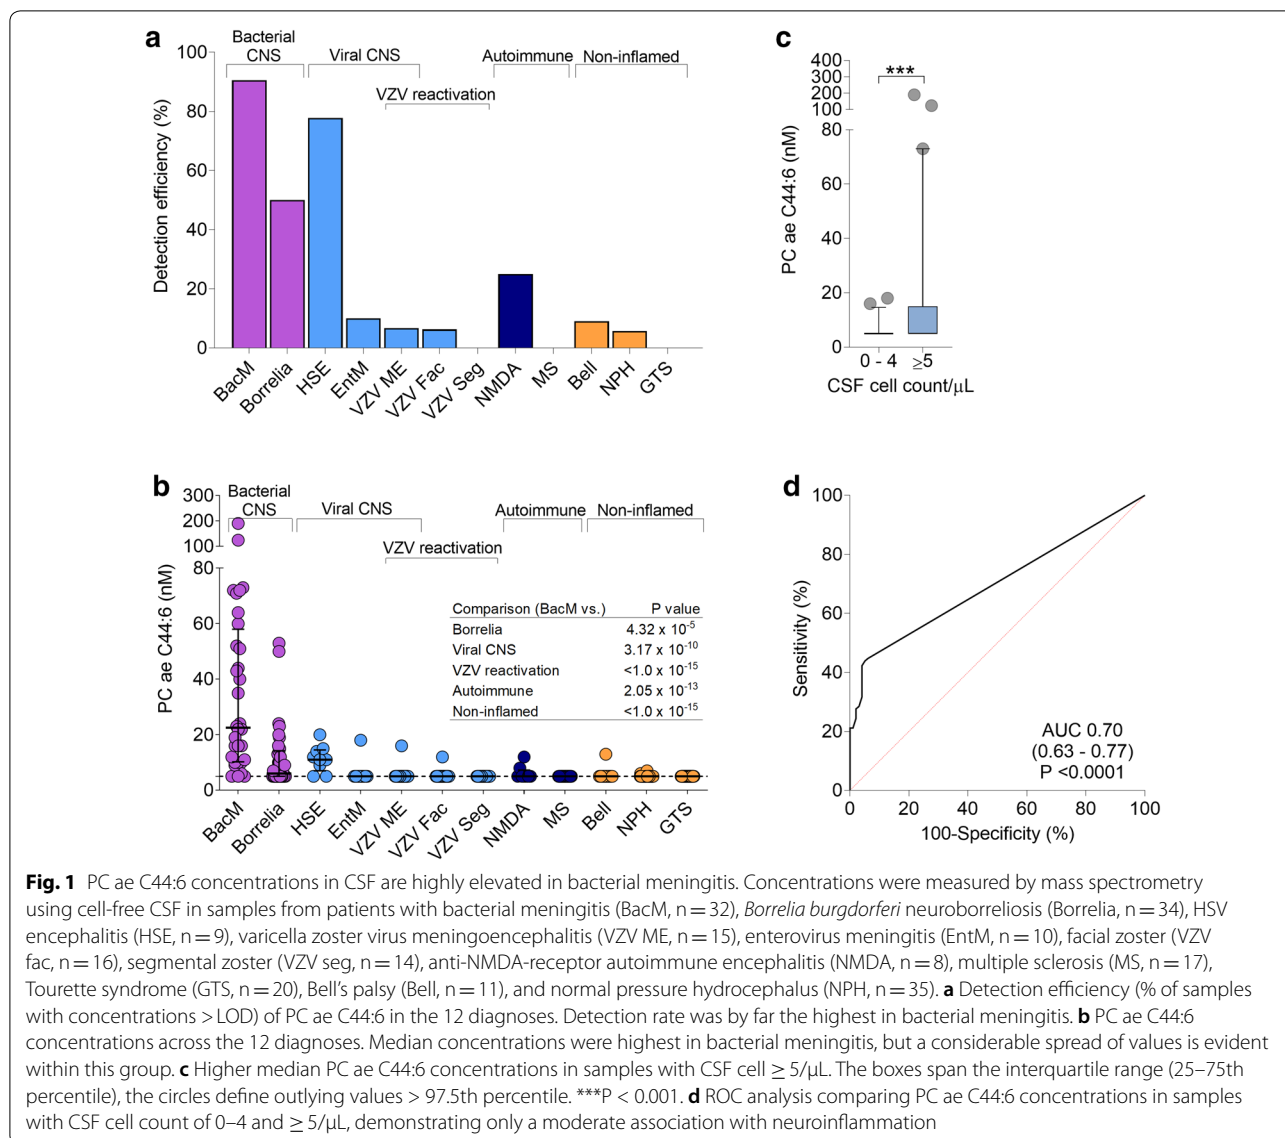 a
Bacterial
CNS
Viral CNS
Autoimmune
Non-inflamed
VZV reactivation
Detection efficiency (%)
100
80
60
40
20
0
BacM
Borrelia
HSE
EntM
VZV ME
VZV Fac
VZV Seg
NMDA
MS
Bell
NPH
GTS
c
PC ae C44:6 (nM)
400
300
200
100
80
60
40
20
0
***
0 - 4
≥5
CSF cell count/µL
b
Bacterial
CNS
Viral CNS
Autoimmune
Non-inflamed
VZV reactivation
PC ae C44:6 (nM)
300
200
100
80
60
40
20
0
Comparison (BacM vs.) P value
Borrelia 4.32 x 10⁻⁵
Viral CNS 3.17 x 10⁻¹⁰
VZV reactivation <1.0 x 10⁻¹⁵
Autoimmune 2.05 x 10⁻¹³
Non-inflamed <1.0 x 10⁻¹⁵
BacM
Borrelia
HSE
EntM
VZV ME
VZV Fac
VZV Seg
NMDA
MS
Bell
NPH
GTS
d
Sensitivity (%)
100
80
60
40
20
0
AUC 0.70
(0.63 - 0.77)
P <0.0001
0 20 40 60 80 100
100-Specificity (%)
Fig. 1 PC ae C44:6 concentrations in CSF are highly elevated in bacterial meningitis. Concentrations were measured by mass spectrometry
using cell-free CSF in samples from patients with bacterial meningitis (BacM, n = 32), Borrelia burgdorferi neuroborreliosis (Borrelia, n = 34), HSV
encephalitis (HSE, n = 9), varicella zoster virus meningoencephalitis (VZV ME, n = 15), enterovirus meningitis (EntM, n = 10), facial zoster (VZV
fac, n = 16), segmental zoster (VZV seg, n = 14), anti-NMDA-receptor autoimmune encephalitis (NMDA, n = 8), multiple sclerosis (MS, n = 17),
Tourette syndrome (GTS, n = 20), Bell's palsy (Bell, n = 11), and normal pressure hydrocephalus (NPH, n = 35). a Detection efficiency (% of samples
with concentrations > LOD) of PC ae C44:6 in the 12 diagnoses. Detection rate was by far the highest in bacterial meningitis. b PC ae C44:6
concentrations across the 12 diagnoses. Median concentrations were highest in bacterial meningitis, but a considerable spread of values is evident
within this group. c Higher median PC ae C44:6 concentrations in samples with CSF cell ≥ 5/µL. The boxes span the interquartile range (25–75th
percentile), the circles define outlying values > 97.5th percentile. ***P < 0.001. d ROC analysis comparing PC ae C44:6 concentrations in samples
with CSF cell count of 0–4 and ≥ 5/µL, demonstrating only a moderate association with neuroinflammation